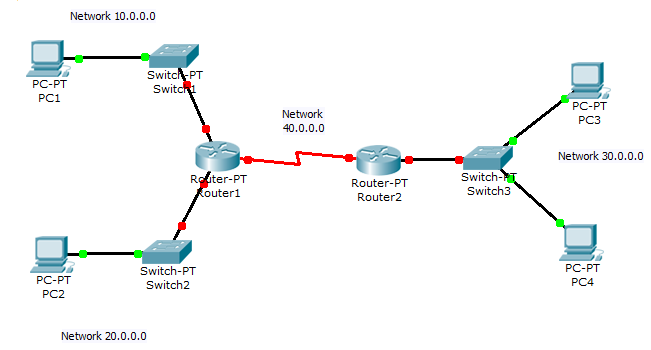 Network 10.0.0.0
PC-PT
PC1
Switch-PT
Switch1
Network
40.0.0.0
PC-PT
PC3
Router-PT
Router1
Router-PT
Router2
Switch-PT
Switch3
Network 30.0.0.0
PC-PT
PC2
Switch-PT
Switch2
PC-PT
PC4
Network 20.0.0.0